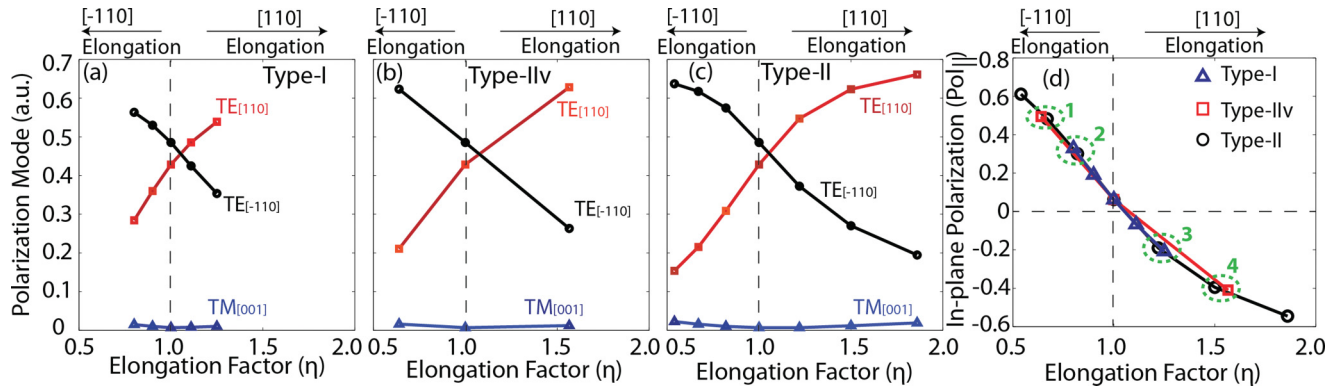 [-110] [110] [-110] [110] [-110] [110] [-110] [110]
Elongation Elongation Elongation Elongation Elongation Elongation Elongation Elongation
Polarization Mode (a.u.)
0.7
0.6
0.5
0.4
0.3
0.2
0.1
0
(a) Type-I
TE[110]
TE[-110]
TM[001]
0.5 1.0 1.5 2.0
Elongation Factor (η)
(b) Type-IIv
TE[110]
TE[-110]
TM[001]
0.5 1.0 1.5 2.0
Elongation Factor (η)
(c) Type-II
TE[110]
TE[-110]
TM[001]
0.5 1.0 1.5 2.0
Elongation Factor (η)
In-plane Polarization (Pol||)
0.8
0.6
0.4
0.2
0
-0.2
-0.4
-0.6
(d)
Type-I
Type-IIv
Type-II
1
2
3
4
0.5 1.0 1.5 2.0
Elongation Factor (η)